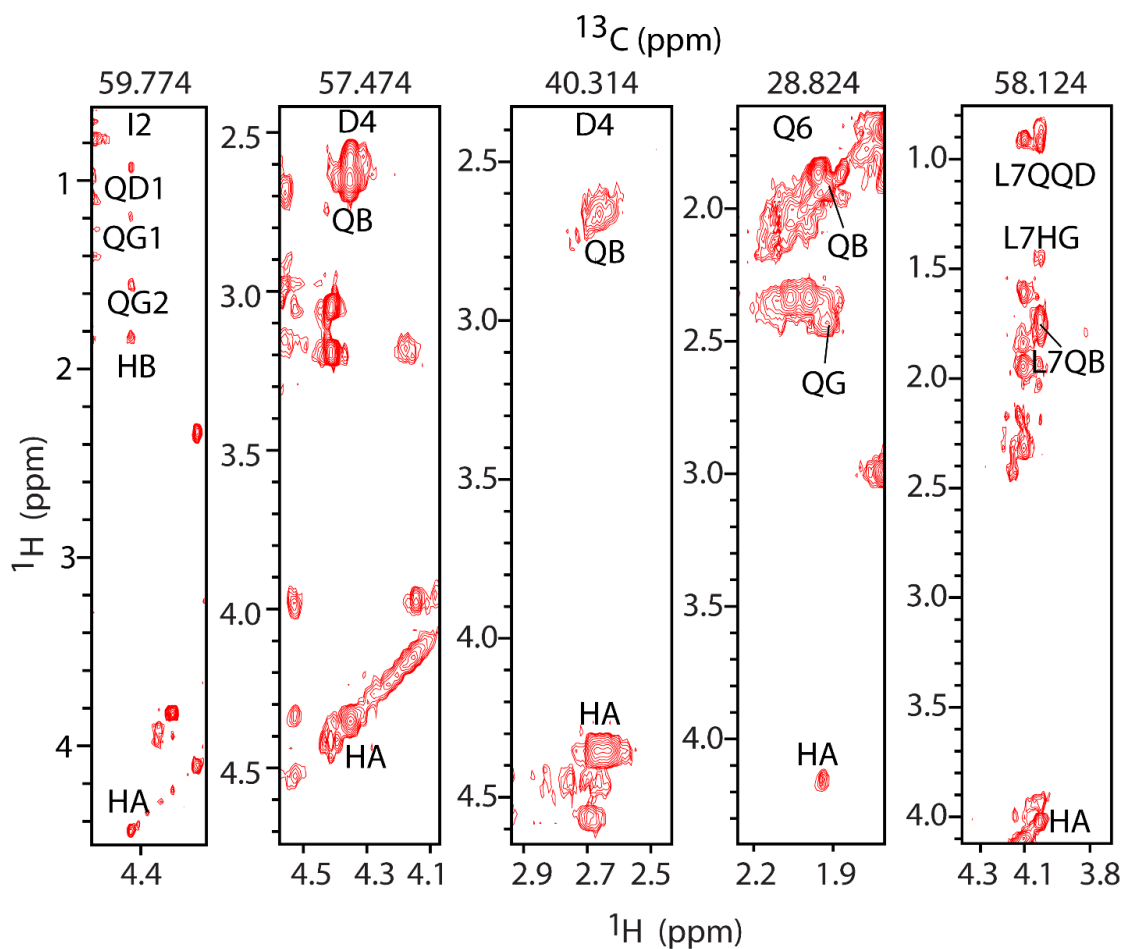 13C (ppm)
59.774 57.474 40.314 28.824 58.124
I2 D4 D4 Q6
QD1
QG1
QG2
HB
HA
QB
HA
QB
HA
QB
QG
HA
L7QQD
L7HG
L7QB
HA
1
2
3
4
2.5
3.0
3.5
4.0
4.5
2.5
3.0
3.5
4.0
4.5
2.0
2.5
3.0
3.5
4.0
1.0
1.5
2.0
2.5
3.0
3.5
4.0
4.4 4.5 4.3 4.1 2.9 2.7 2.5 2.2 1.9 4.3 4.1 3.8
1H (ppm)
1H (ppm)